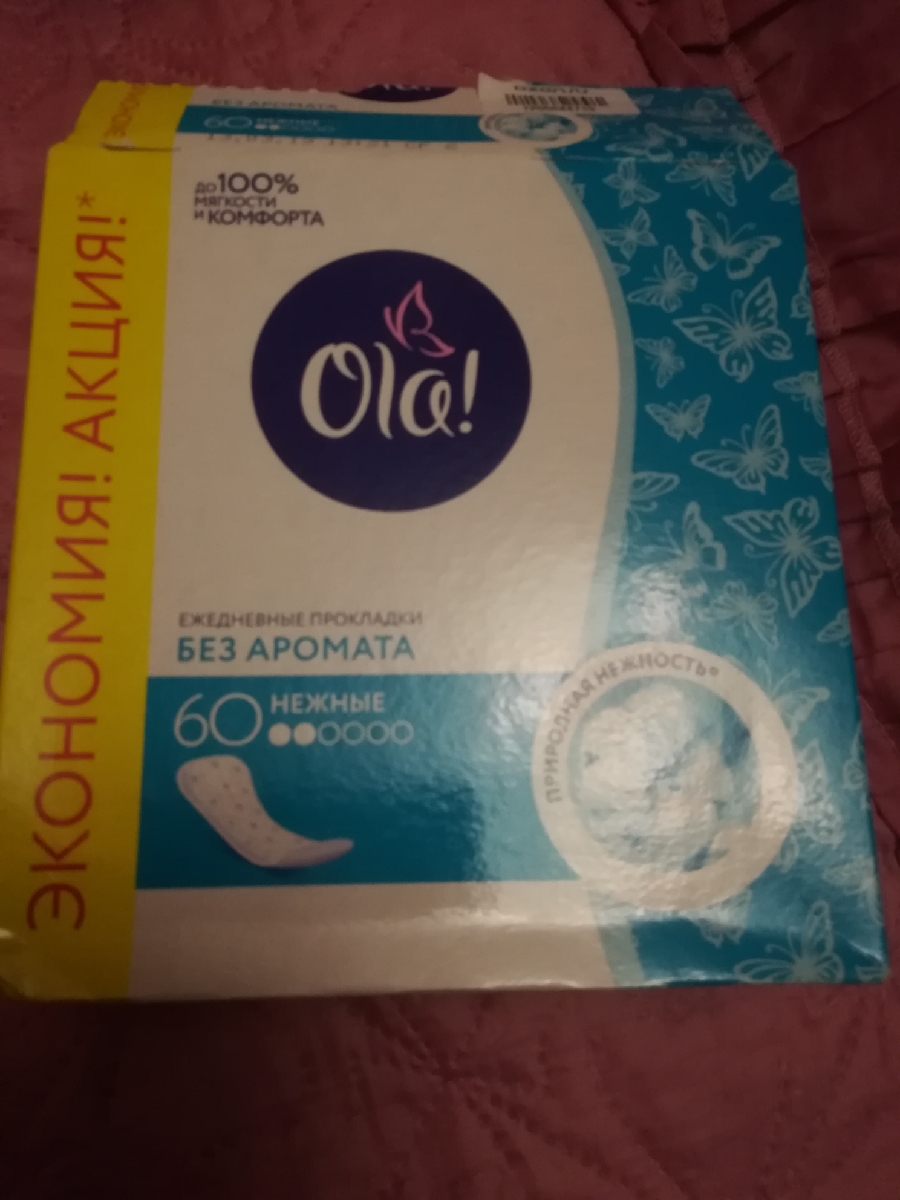 БЕЗ АРОМАТА
60 НЕЖНЫЕ
ДО 100%
МЯГКОСТИ
И КОМФОРТА
Ola!
ЭКОНОМИЯ! АКЦИЯ!*
ЕЖЕДНЕВНЫЕ ПРОКЛАДКИ
БЕЗ АРОМАТА
60 НЕЖНЫЕ
ПРИРОДНАЯ НЕЖНОСТЬ*